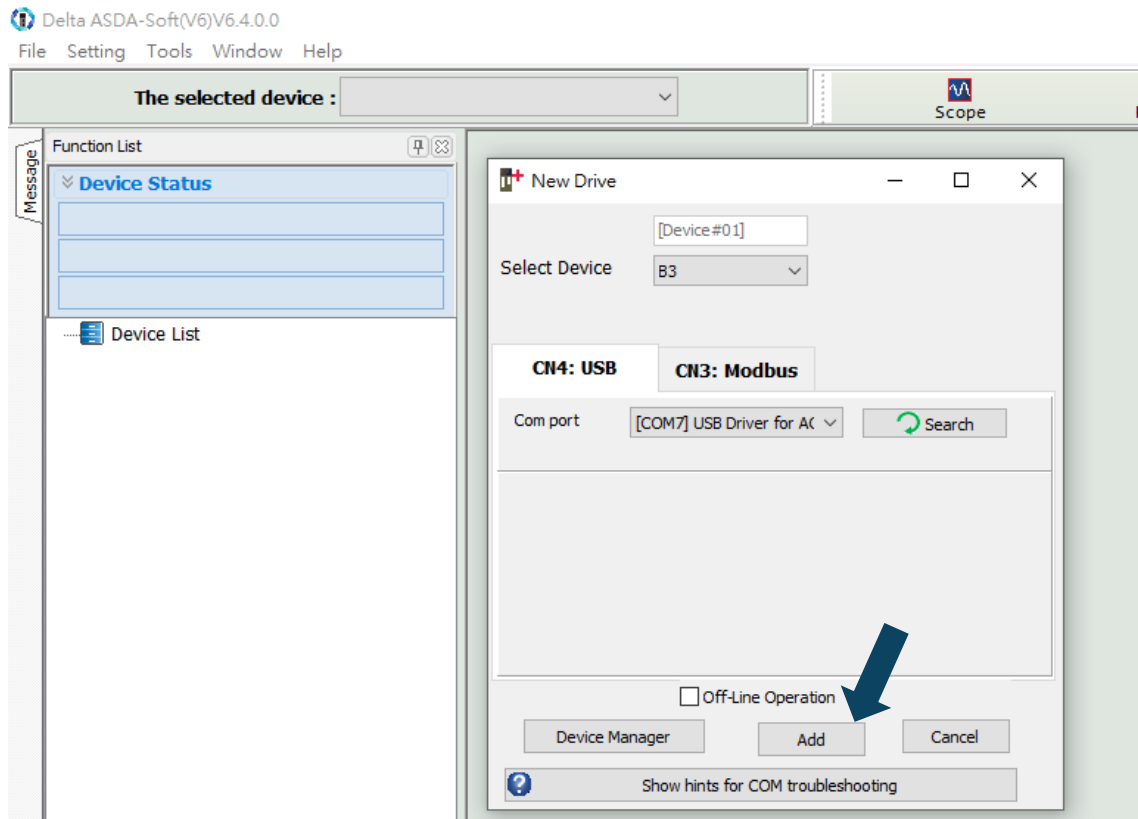 Delta ASDA-Soft(V6)V6.4.0.0
File Setting Tools Window Help
The selected device :
Scope
Message
Function List
Device Status
Device List
New Drive
[Device#01]
Select Device B3
CN4: USB CN3: Modbus
Com port [COM7] USB Driver for A( Search
Off-Line Operation
Device Manager Add Cancel
Show hints for COM troubleshooting